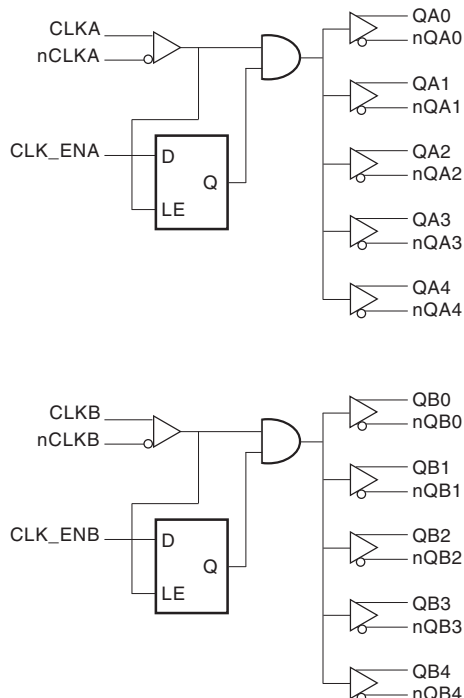 CLKA
nCLKA
CLK_ENA
D
Q
LE
QA0
nQA0
QA1
nQA1
QA2
nQA2
QA3
nQA3
QA4
nQA4
CLKB
nCLKB
CLK_ENB
D
Q
LE
QB0
nQB0
QB1
nQB1
QB2
nQB2
QB3
nQB3
QB4
nQB4